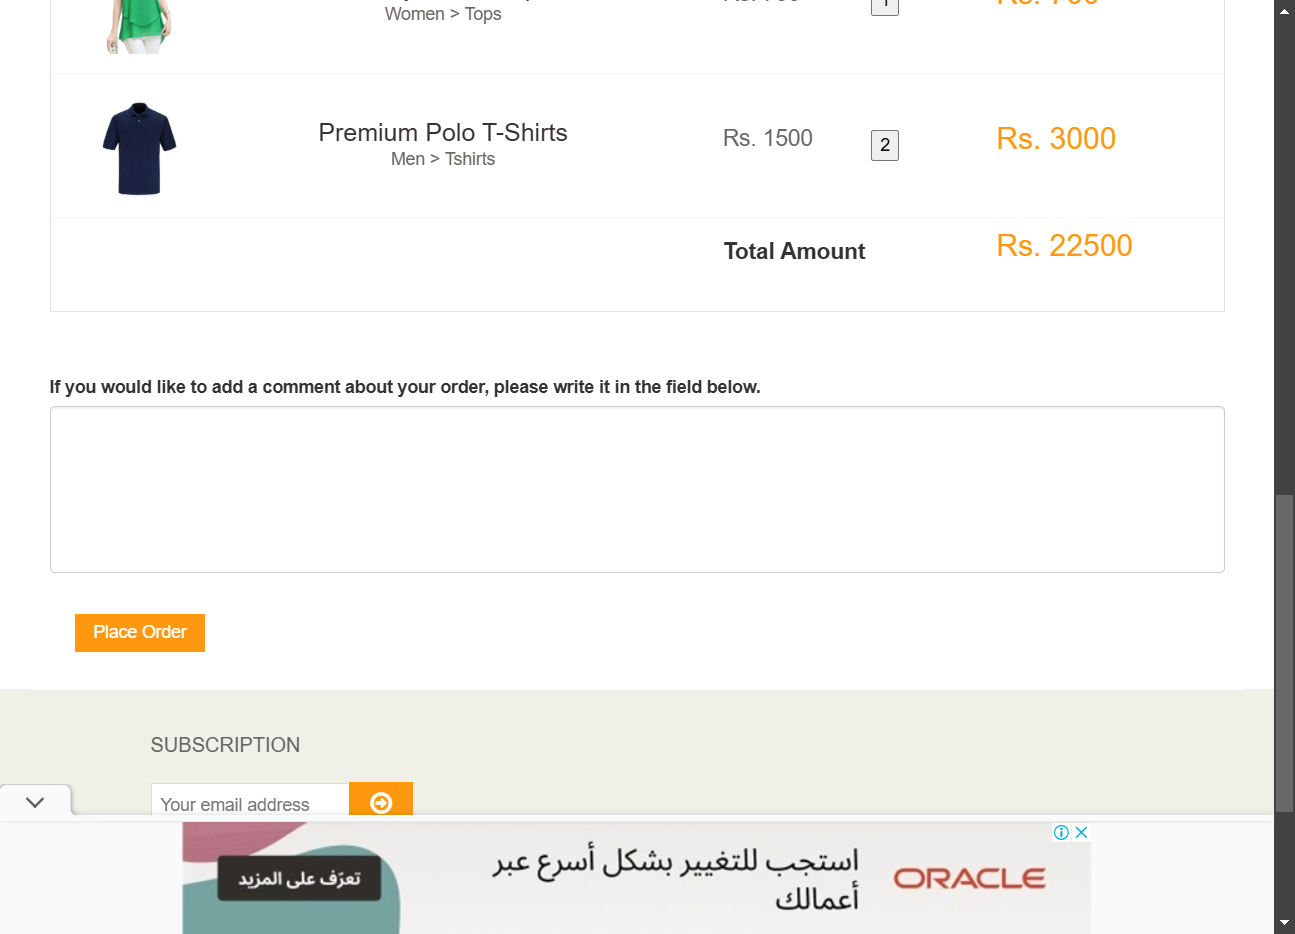 Women > Tops
1
Premium Polo T-Shirts
Men > Tshirts
Rs. 1500
2
Rs. 3000
Total Amount
Rs. 22500
If you would like to add a comment about your order, please write it in the field below.
Place Order
SUBSCRIPTION
Your email address
استجب للتغيير بشكل أسرع عبر
أعمالك
تعرّف على المزيد
ORACLE